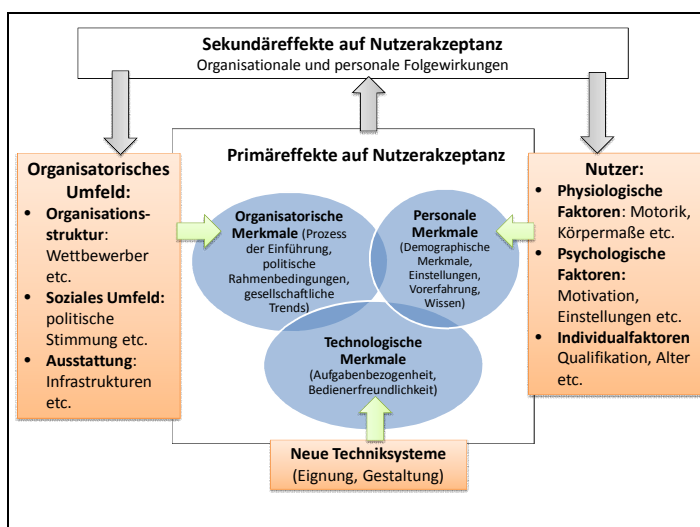 Sekundäreffekte auf Nutzerakzeptanz
Organisationale und personale Folgewirkungen
Primäreffekte auf Nutzerakzeptanz
Organisatorisches
Umfeld:
• Organisations-
struktur:
Wettbewerber
etc.
• Soziales Umfeld:
politische
Stimmung etc.
• Ausstattung:
Infrastrukturen
etc.
Organisatorische
Merkmale (Prozess
der Einführung,
politische
Rahmenbedingungen,
gesellschaftliche
Trends)
Personale
Merkmale
(Demographische
Merkmale,
Einstellungen,
Vorerfahrung,
Wissen)
Technologische
Merkmale
(Aufgabenbezogenheit,
Bedienerfreundlichkeit)
Nutzer:
• Physiologische
Faktoren: Motorik,
Körpermaße etc.
• Psychologische
Faktoren:
Motivation,
Einstellungen etc.
• Individualfaktoren
Qualifikation, Alter
etc.
Neue Techniksysteme
(Eignung, Gestaltung)